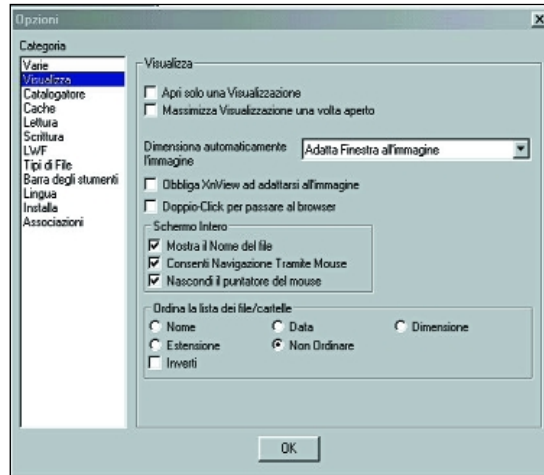 Opzioni
Categoria
Varie
Visualizza
Catalogatore
Cache
Lettura
Scrittura
LWF
Tipi di File
Barra degli stumenti
Lingua
Installa
Associazioni
Visualizza
Apri solo una Visualizzazione
Massimizza Visualizzazione una volta aperto
Dimensiona automaticamente
l'immagine
Adatta Finestra all'immagine
Obbliga XnView ad adattarsi all'immagine
Doppio-Click per passare al browser
Schermo Intero
Mostra il Nome del file
Consenti Navigazione Tramite Mouse
Nascondi il puntatore del mouse
Ordina la lista dei file/cartelle
Nome Data Dimensione
Estensione Non Ordinare
Inverti
OK